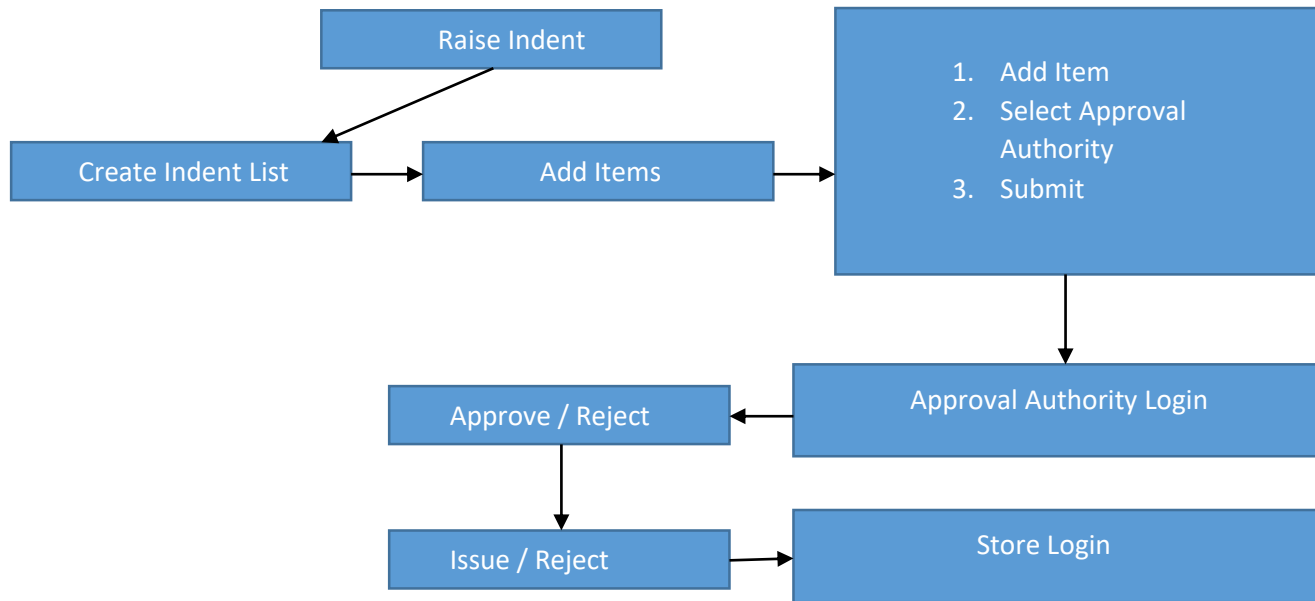 Raise Indent
Create Indent List
Add Items
1. Add Item
2. Select Approval
Authority
3. Submit
Approval Authority Login
Approve / Reject
Issue / Reject
Store Login